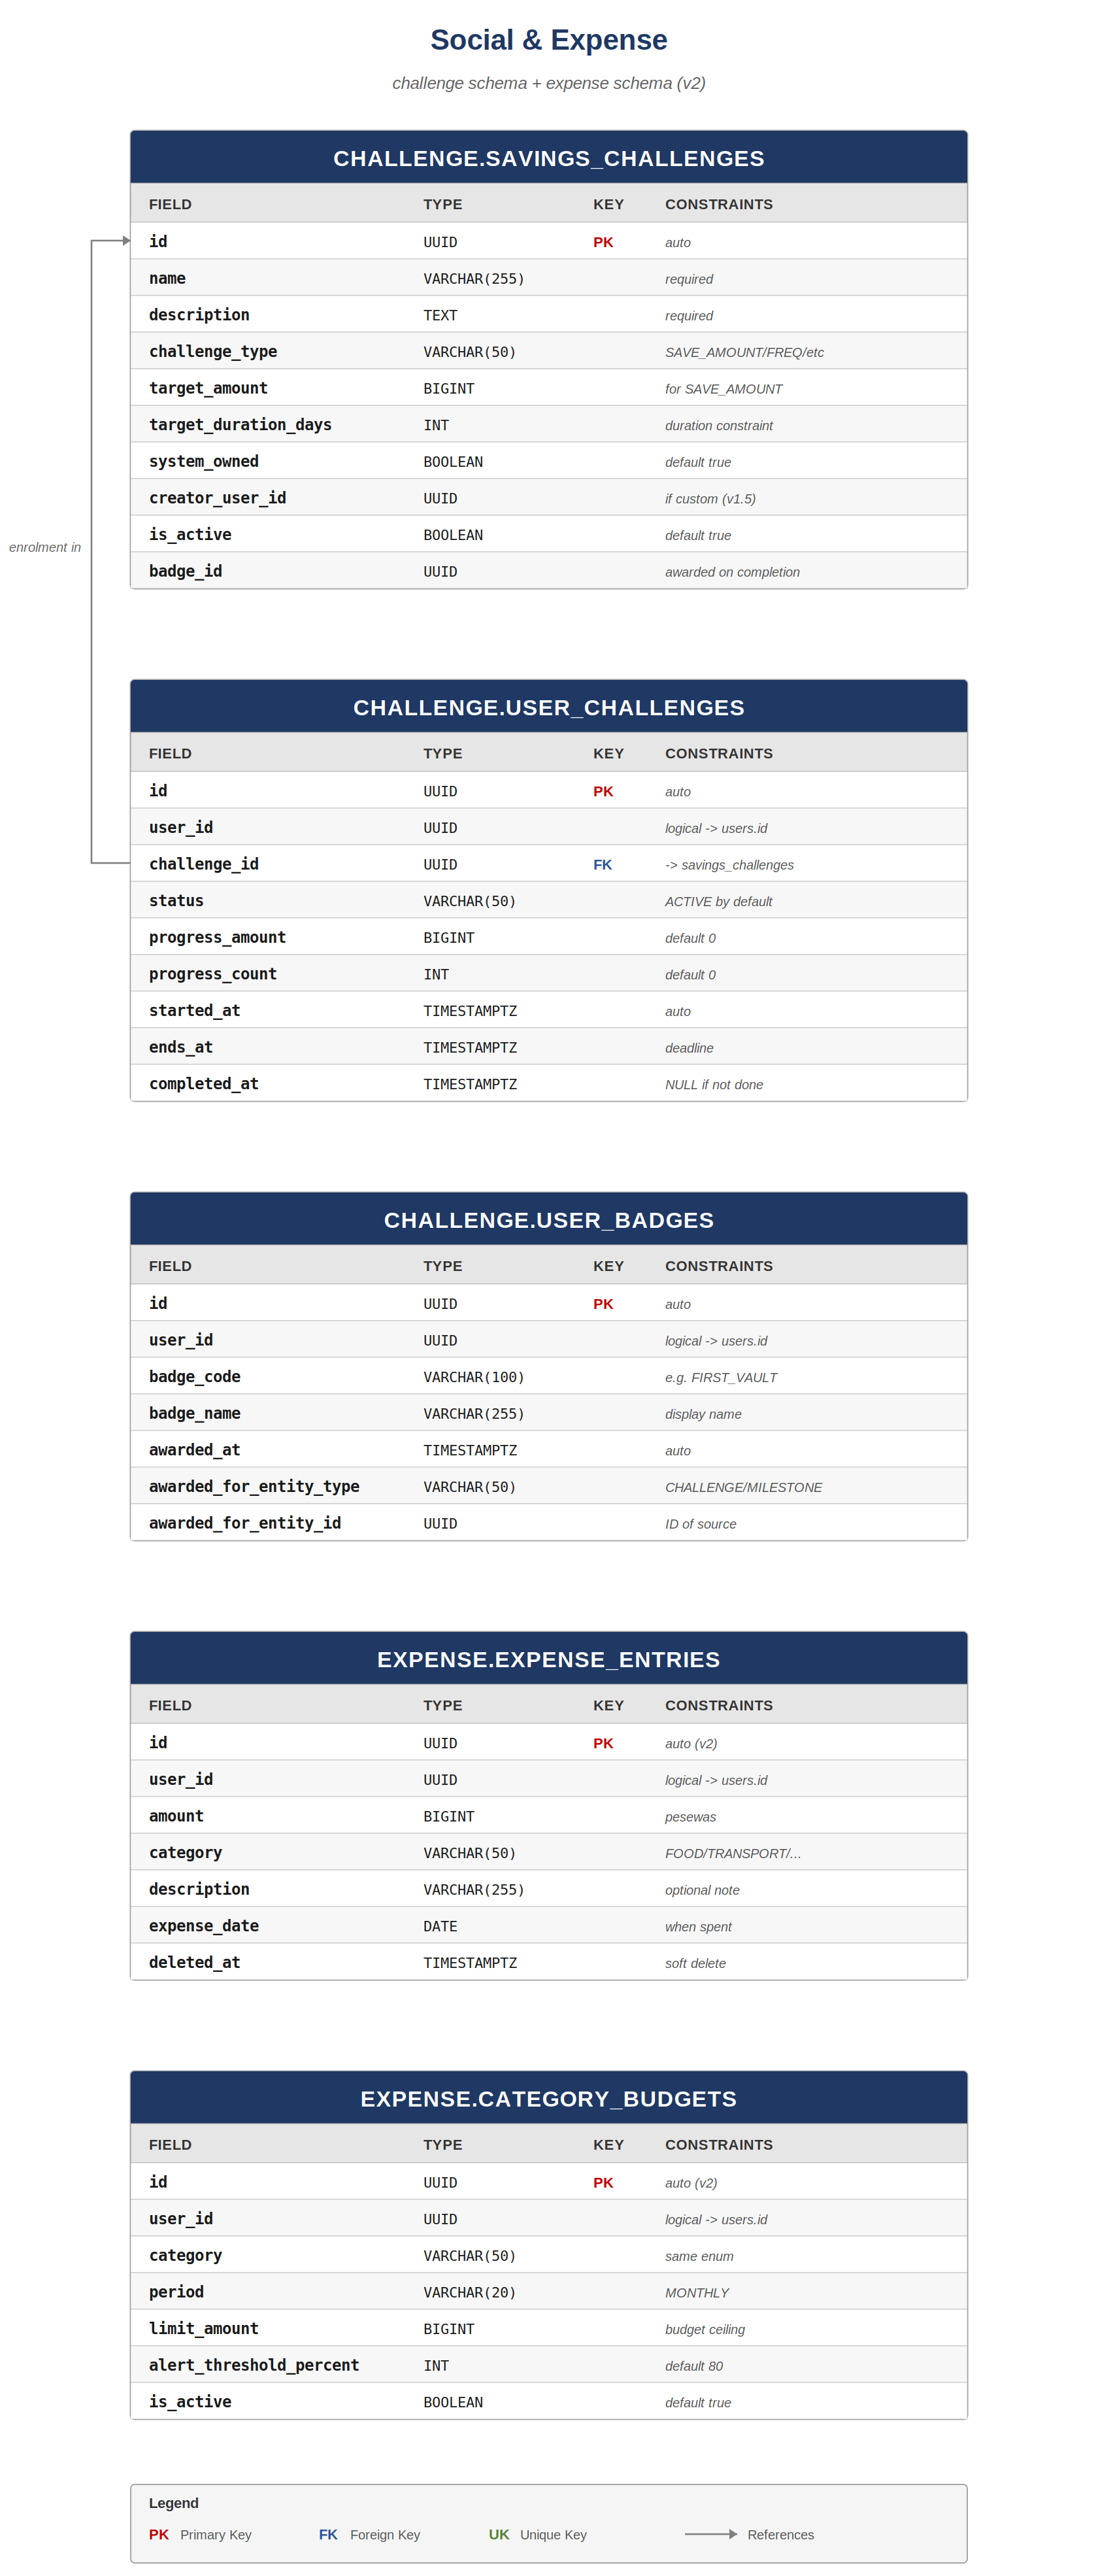 Social & Expense
challenge schema + expense schema (v2)
CHALLENGE.SAVINGS_CHALLENGES
FIELD TYPE KEY CONSTRAINTS
id UUID PK auto
name VARCHAR(255) required
description TEXT required
challenge_type VARCHAR(50) SAVE_AMOUNT/FREQ/etc
target_amount BIGINT for SAVE_AMOUNT
target_duration_days INT duration constraint
system_owned BOOLEAN default true
creator_user_id UUID if custom (v1.5)
is_active BOOLEAN default true
enrolment in
badge_id UUID awarded on completion
CHALLENGE.USER_CHALLENGES
FIELD TYPE KEY CONSTRAINTS
id UUID PK auto
user_id UUID logical -> users.id
challenge_id UUID FK -> savings_challenges
status VARCHAR(50) ACTIVE by default
progress_amount BIGINT default 0
progress_count INT default 0
started_at TIMESTAMPTZ auto
ends_at TIMESTAMPTZ deadline
completed_at TIMESTAMPTZ NULL if not done
CHALLENGE.USER_BADGES
FIELD TYPE KEY CONSTRAINTS
id UUID PK auto
user_id UUID logical -> users.id
badge_code VARCHAR(100) e.g. FIRST_VAULT
badge_name VARCHAR(255) display name
awarded_at TIMESTAMPTZ auto
awarded_for_entity_type VARCHAR(50) CHALLENGE/MILESTONE
awarded_for_entity_id UUID ID of source
EXPENSE.EXPENSE_ENTRIES
FIELD TYPE KEY CONSTRAINTS
id UUID PK auto (v2)
user_id UUID logical -> users.id
amount BIGINT pesewas
category VARCHAR(50) FOOD/TRANSPORT/...
description VARCHAR(255) optional note
expense_date DATE when spent
deleted_at TIMESTAMPTZ soft delete
EXPENSE.CATEGORY_BUDGETS
FIELD TYPE KEY CONSTRAINTS
id UUID PK auto (v2)
user_id UUID logical -> users.id
category VARCHAR(50) same enum
period VARCHAR(20) MONTHLY
limit_amount BIGINT budget ceiling
alert_threshold_percent INT default 80
is_active BOOLEAN default true
Legend
PK Primary Key FK Foreign Key UK Unique Key References